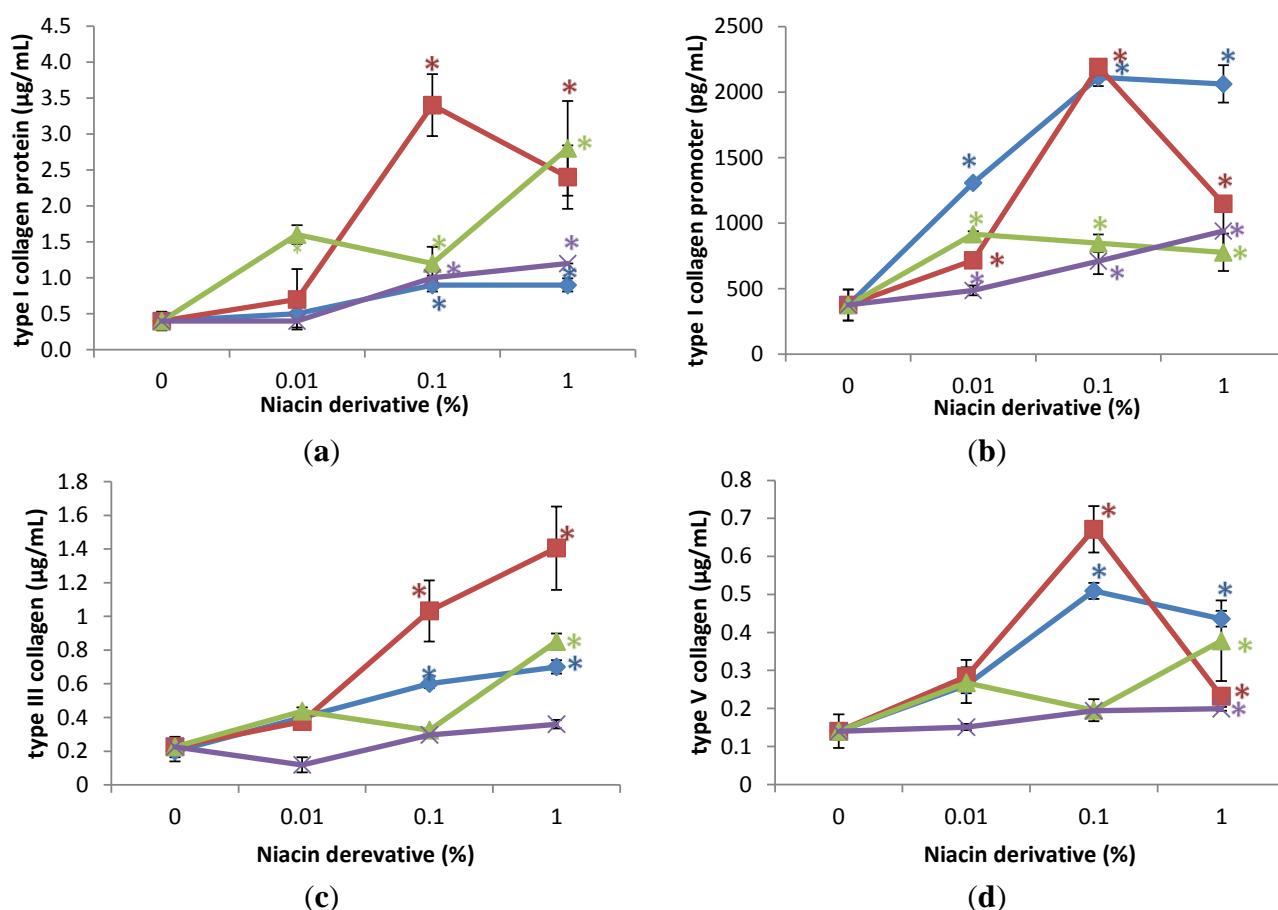 type I collagen protein (µg/mL)
4.5
4.0
3.5
3.0
2.5
2.0
1.5
1.0
0.5
0.0
0 0.01 0.1 1
Niacin derivative (%)
(a)
type I collagen promoter (pg/mL)
2500
2000
1500
1000
500
0
0 0.01 0.1 1
Niacin derivative (%)
(b)
type III collagen (µg/mL)
1.8
1.6
1.4
1.2
1
0.8
0.6
0.4
0.2
0
0 0.01 0.1 1
Niacin derevative (%)
(c)
type V collagen (µg/mL)
0.8
0.7
0.6
0.5
0.4
0.3
0.2
0.1
0
0 0.01 0.1 1
Niacin derivative (%)
(d)